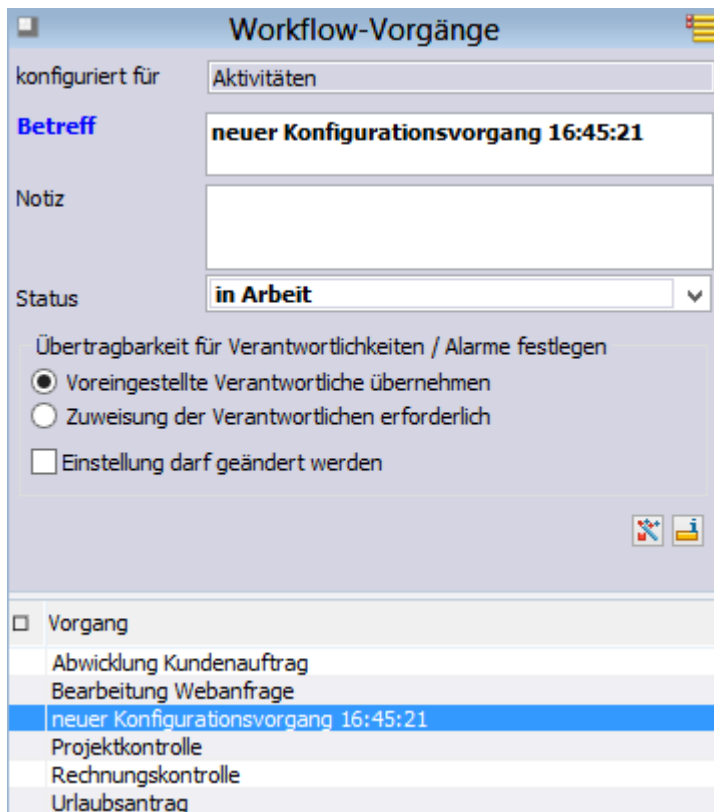 Workflow-Vorgänge
konfiguriert für Aktivitäten
Betreff neuer Konfigurationsvorgang 16:45:21
Notiz
Status in Arbeit
Übertragbarkeit für Verantwortlichkeiten / Alarme festlegen
Voreingestellte Verantwortliche übernehmen
Zuweisung der Verantwortlichen erforderlich
Einstellung darf geändert werden
Vorgang
Abwicklung Kundenauftrag
Bearbeitung Webanfrage
neuer Konfigurationsvorgang 16:45:21
Projektkontrolle
Rechnungskontrolle
Urlaubsantrag